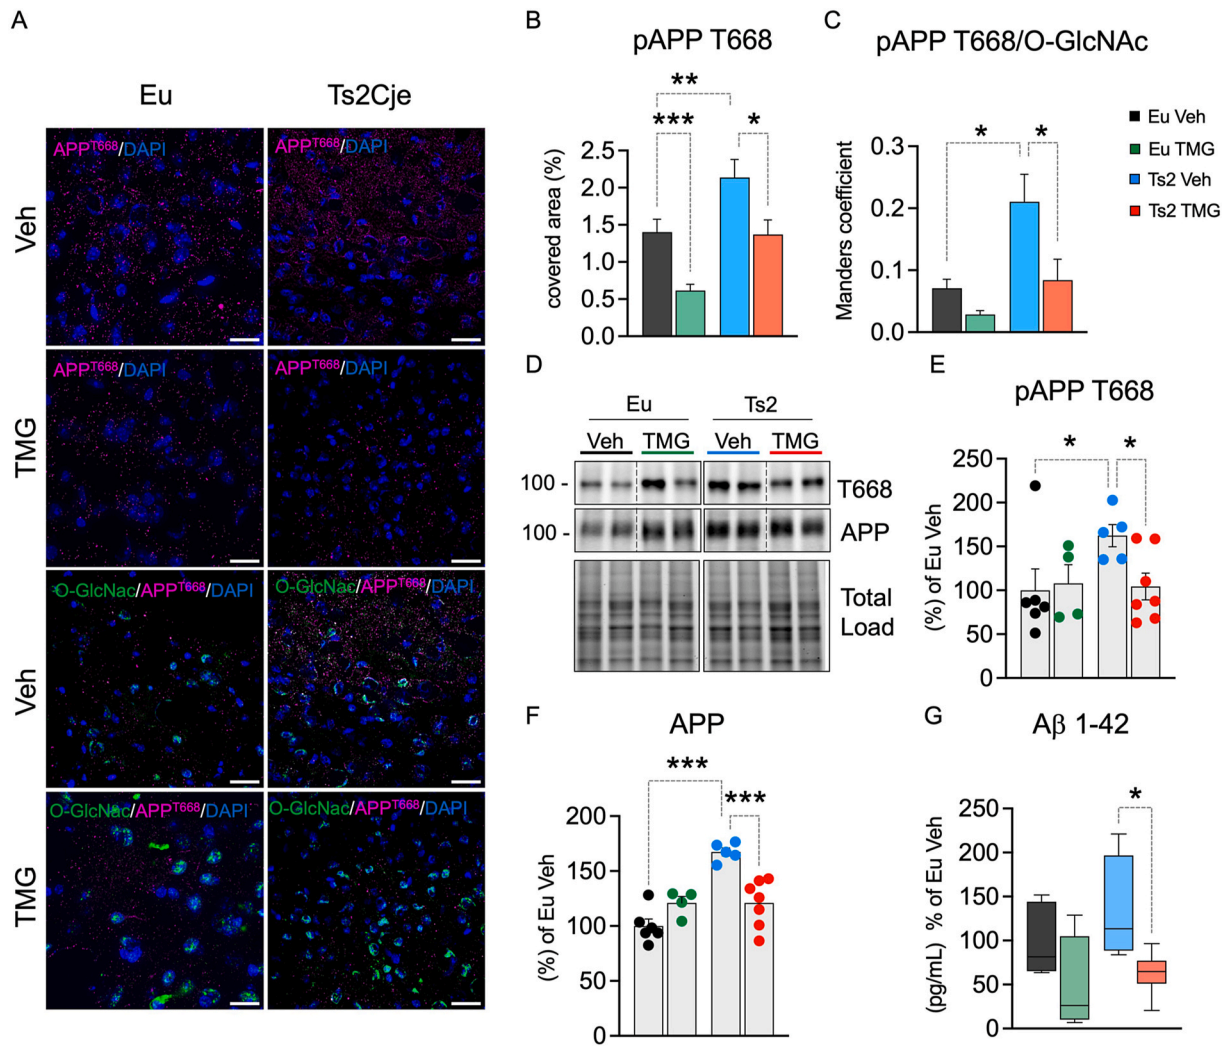 A
Eu
Ts2Cje
Veh
APPT668/DAPI
APPT668/DAPI
TMG
APPT668/DAPI
APPT668/DAPI
Veh
O-GlcNac/APPT668/DAPI
O-GlcNac/APPT668/DAPI
TMG
O-GlcNac/APPT668/DAPI
O-GlcNac/APPT668/DAPI
B
pAPP T668
**
***
*
covered area (%)
2.5
2.0
1.5
1.0
0.5
0.0
C
pAPP T668/O-GlcNAc
*
*
Manders coefficient
0.3
0.2
0.1
0.0
Eu Veh
Eu TMG
Ts2 Veh
Ts2 TMG
D
Eu
Ts2
Veh
TMG
Veh
TMG
100 -
T668
100 -
APP
Total
Load
E
pAPP T668
*
*
(%) of Eu Veh
250
200
150
100
50
0
F
APP
***
***
(%) of Eu Veh
200
150
100
50
0
G
Aβ 1-42
*
(pg/mL) % of Eu Veh
250
200
150
100
50
0